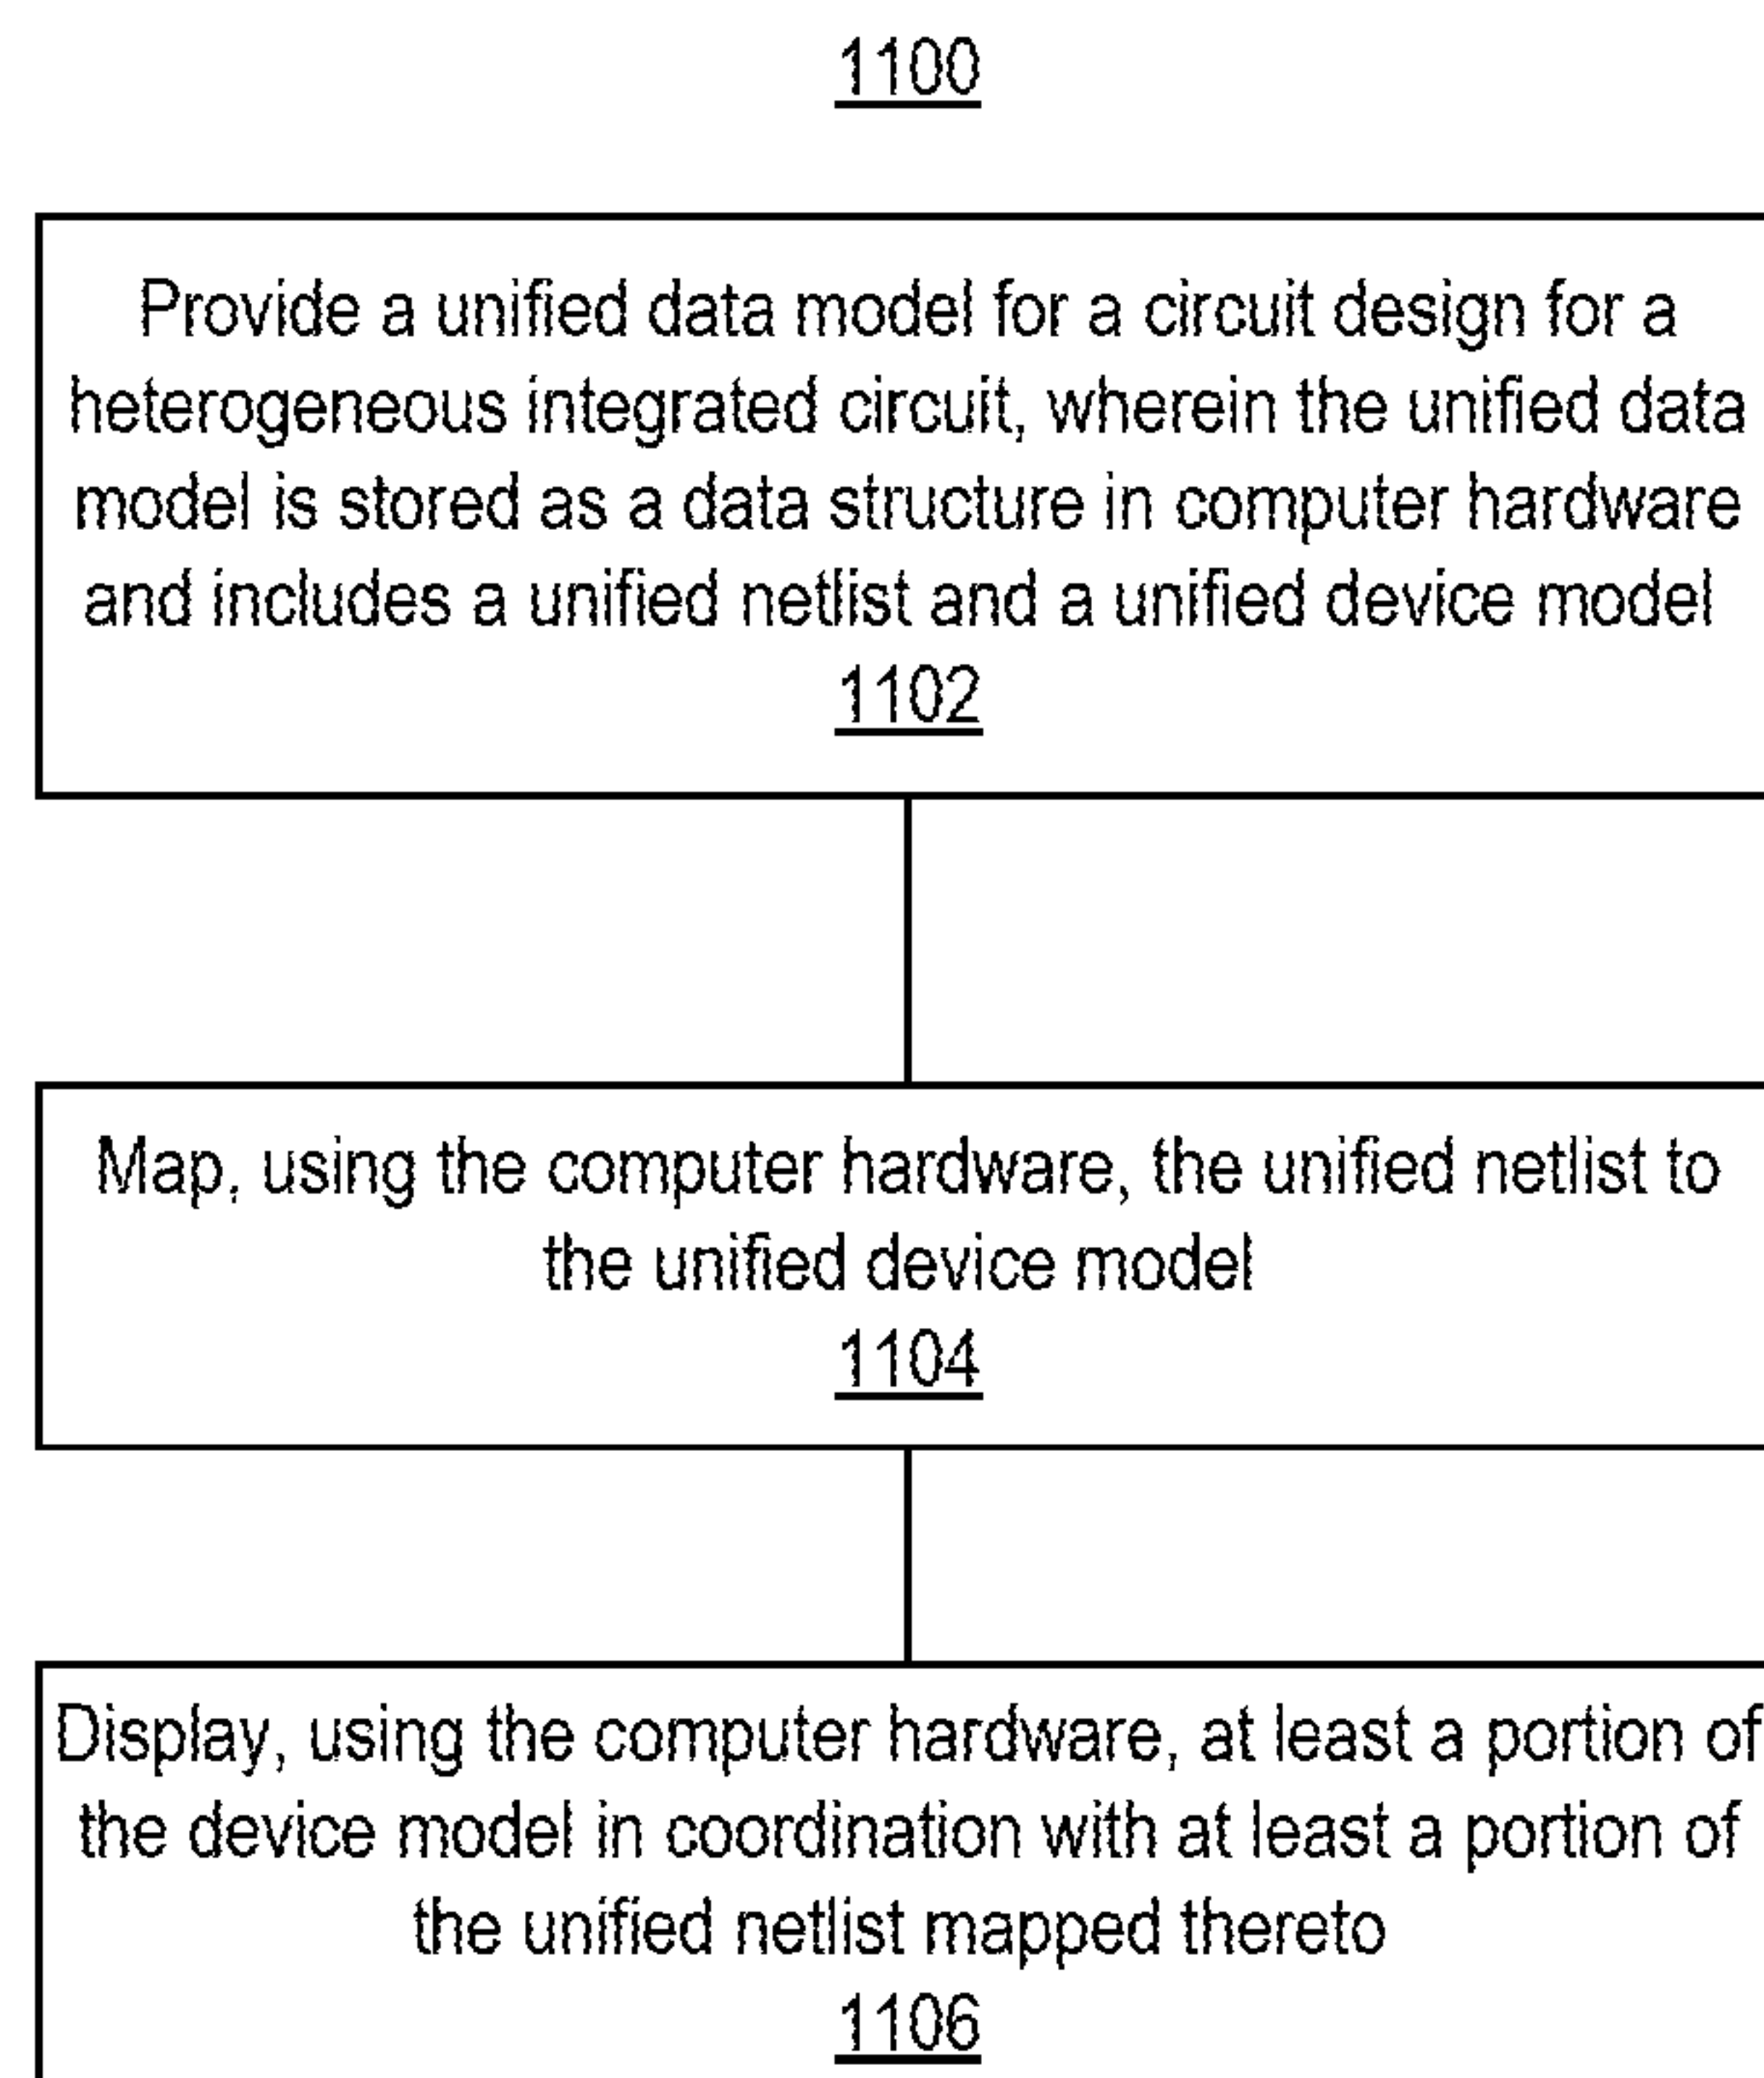 1100
Provide a unified data model for a circuit design for a
heterogeneous integrated circuit, wherein the unified data
model is stored as a data structure in computer hardware
and includes a unified netlist and a unified device model
1102
Map, using the computer hardware, the unified netlist to
the unified device model
1104
Display, using the computer hardware, at least a portion of
the device model in coordination with at least a portion of
the unified netlist mapped thereto
1106